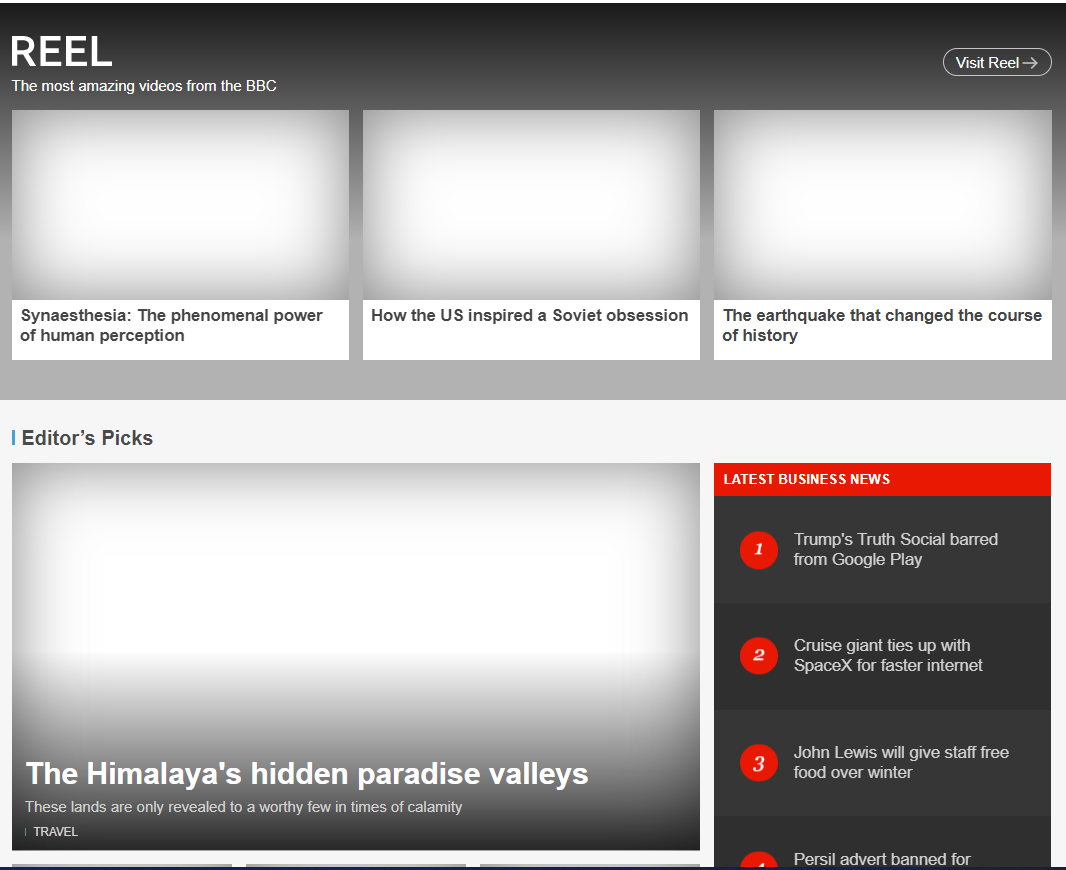 REEL
The most amazing videos from the BBC
Visit Reel
Synaesthesia: The phenomenal power
of human perception
How the US inspired a Soviet obsession
The earthquake that changed the course
of history
Editor’s Picks
The Himalaya's hidden paradise valleys
These lands are only revealed to a worthy few in times of calamity
TRAVEL
LATEST BUSINESS NEWS
1
Trump's Truth Social barred
from Google Play
2
Cruise giant ties up with
SpaceX for faster internet
3
John Lewis will give staff free
food over winter
4
Persil advert banned for